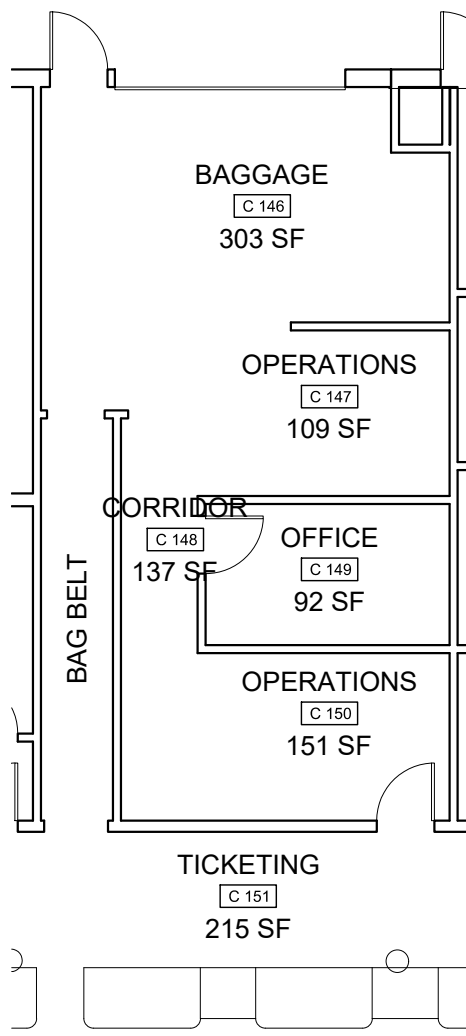 BAGGAGE
C 146
303 SF
OPERATIONS
C 147
109 SF
CORRIDOR
C 148
137 SF
OFFICE
C 149
92 SF
BAG BELT
OPERATIONS
C 150
151 SF
TICKETING
C 151
215 SF